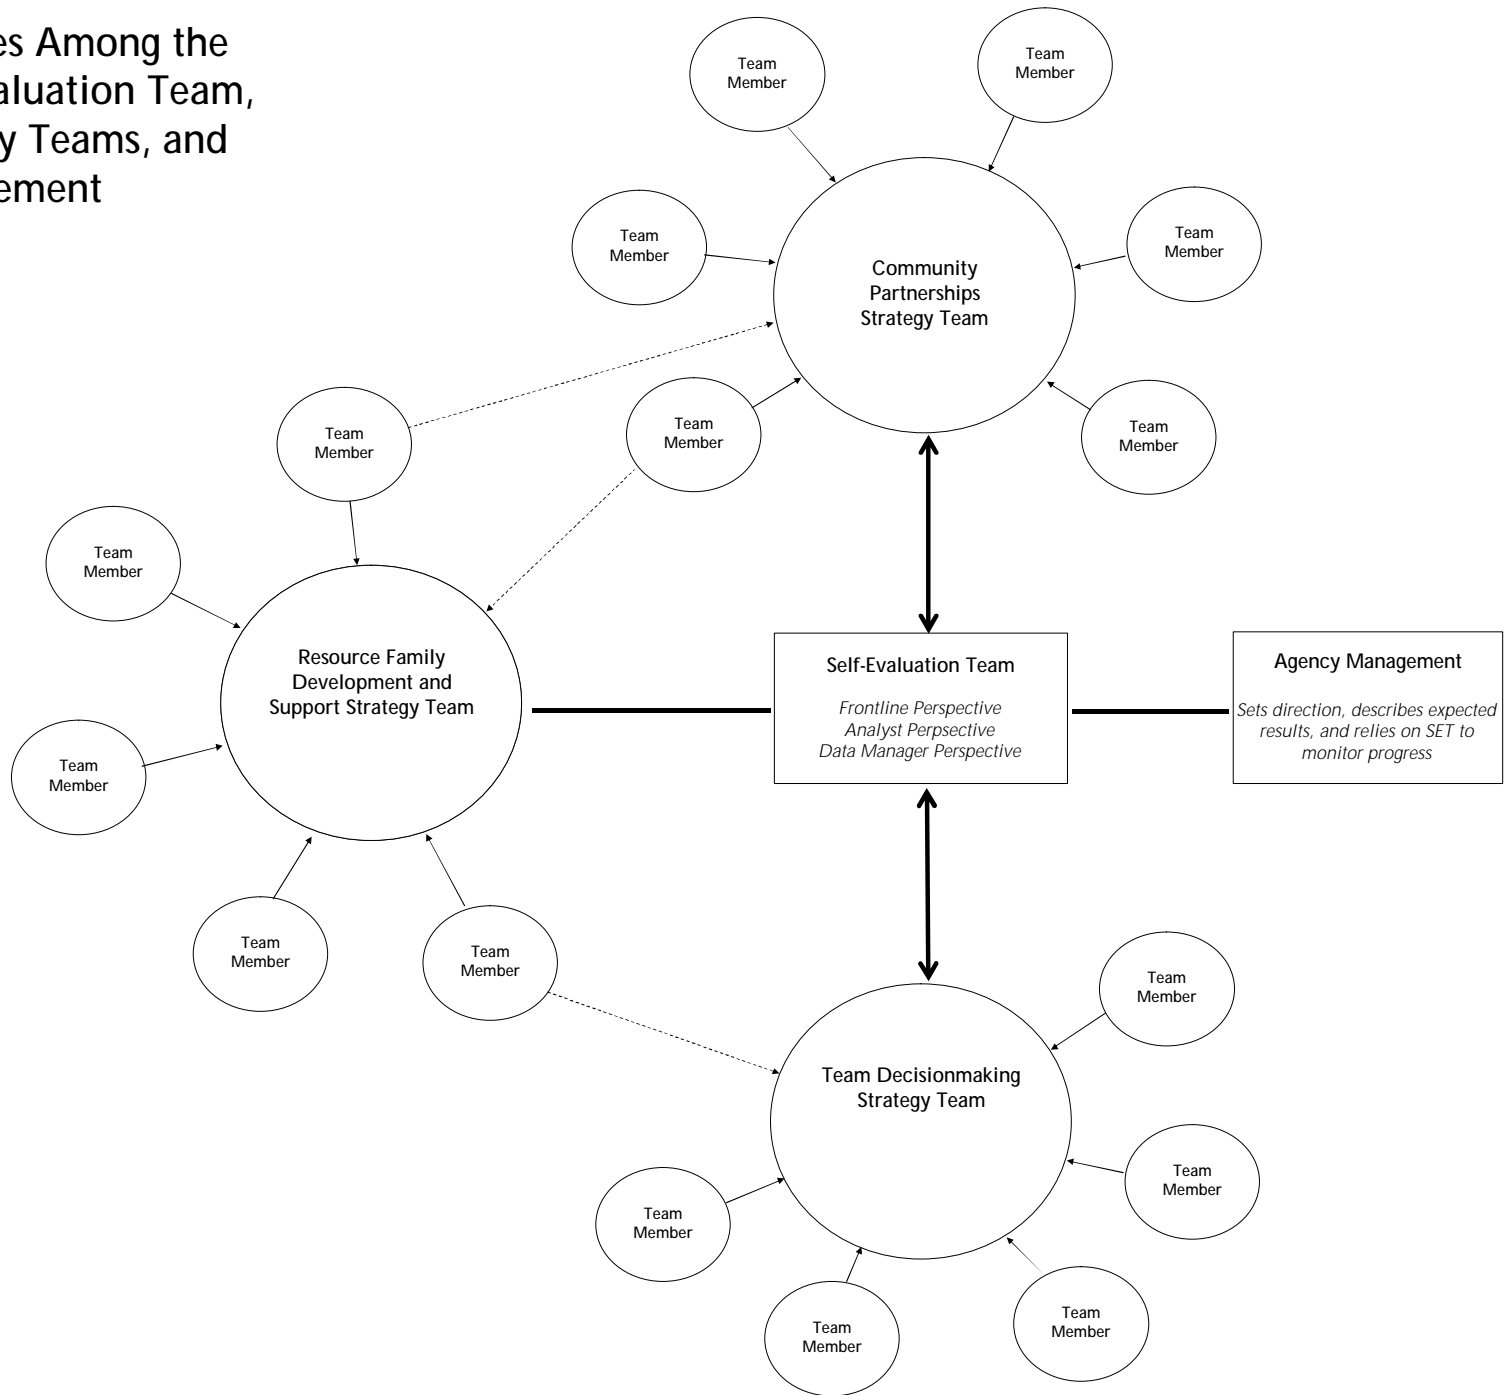 es Among the
aluation Team,
y Teams, and
ement
Team
Member
Team
Member
Team
Member
Team
Member
Community
Partnerships
Strategy Team
Team
Member
Team
Member
Team
Member
Team
Member
Resource Family
Development and
Support Strategy Team
Self-Evaluation Team
Frontline Perspective
Analyst Perpsective
Data Manager Perspective
Agency Management
Sets direction, describes expected
results, and relies on SET to
monitor progress
Team
Member
Team
Member
Team
Member
Team
Member
Team Decisionmaking
Strategy Team
Team
Member
Team
Member
Team
Member
Team
Member